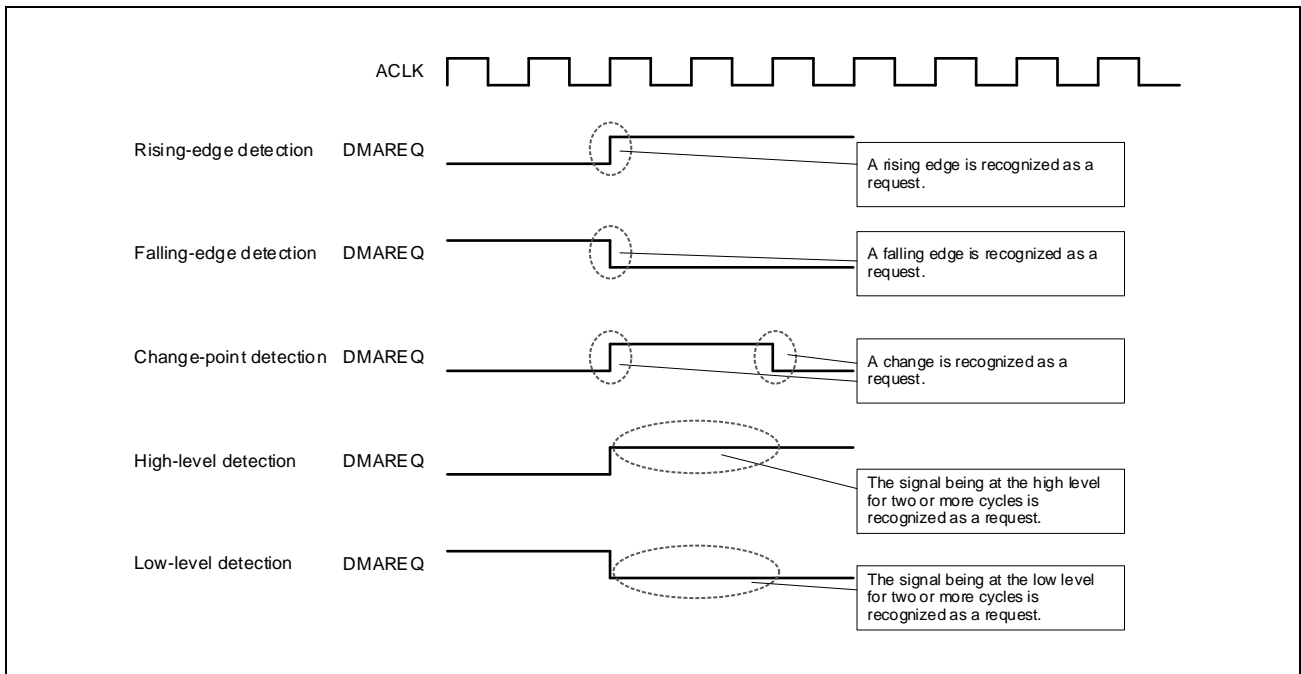 ACLK
Rising-edge detection DMAREQ
A rising edge is recognized as a
request.
Falling-edge detection DMAREQ
A falling edge is recognized as a
request.
Change-point detection DMAREQ
A change is recognized as a
request.
High-level detection DMAREQ
The signal being at the high level
for two or more cycles is
recognized as a request.
Low-level detection DMAREQ
The signal being at the low level
for two or more cycles is
recognized as a request.